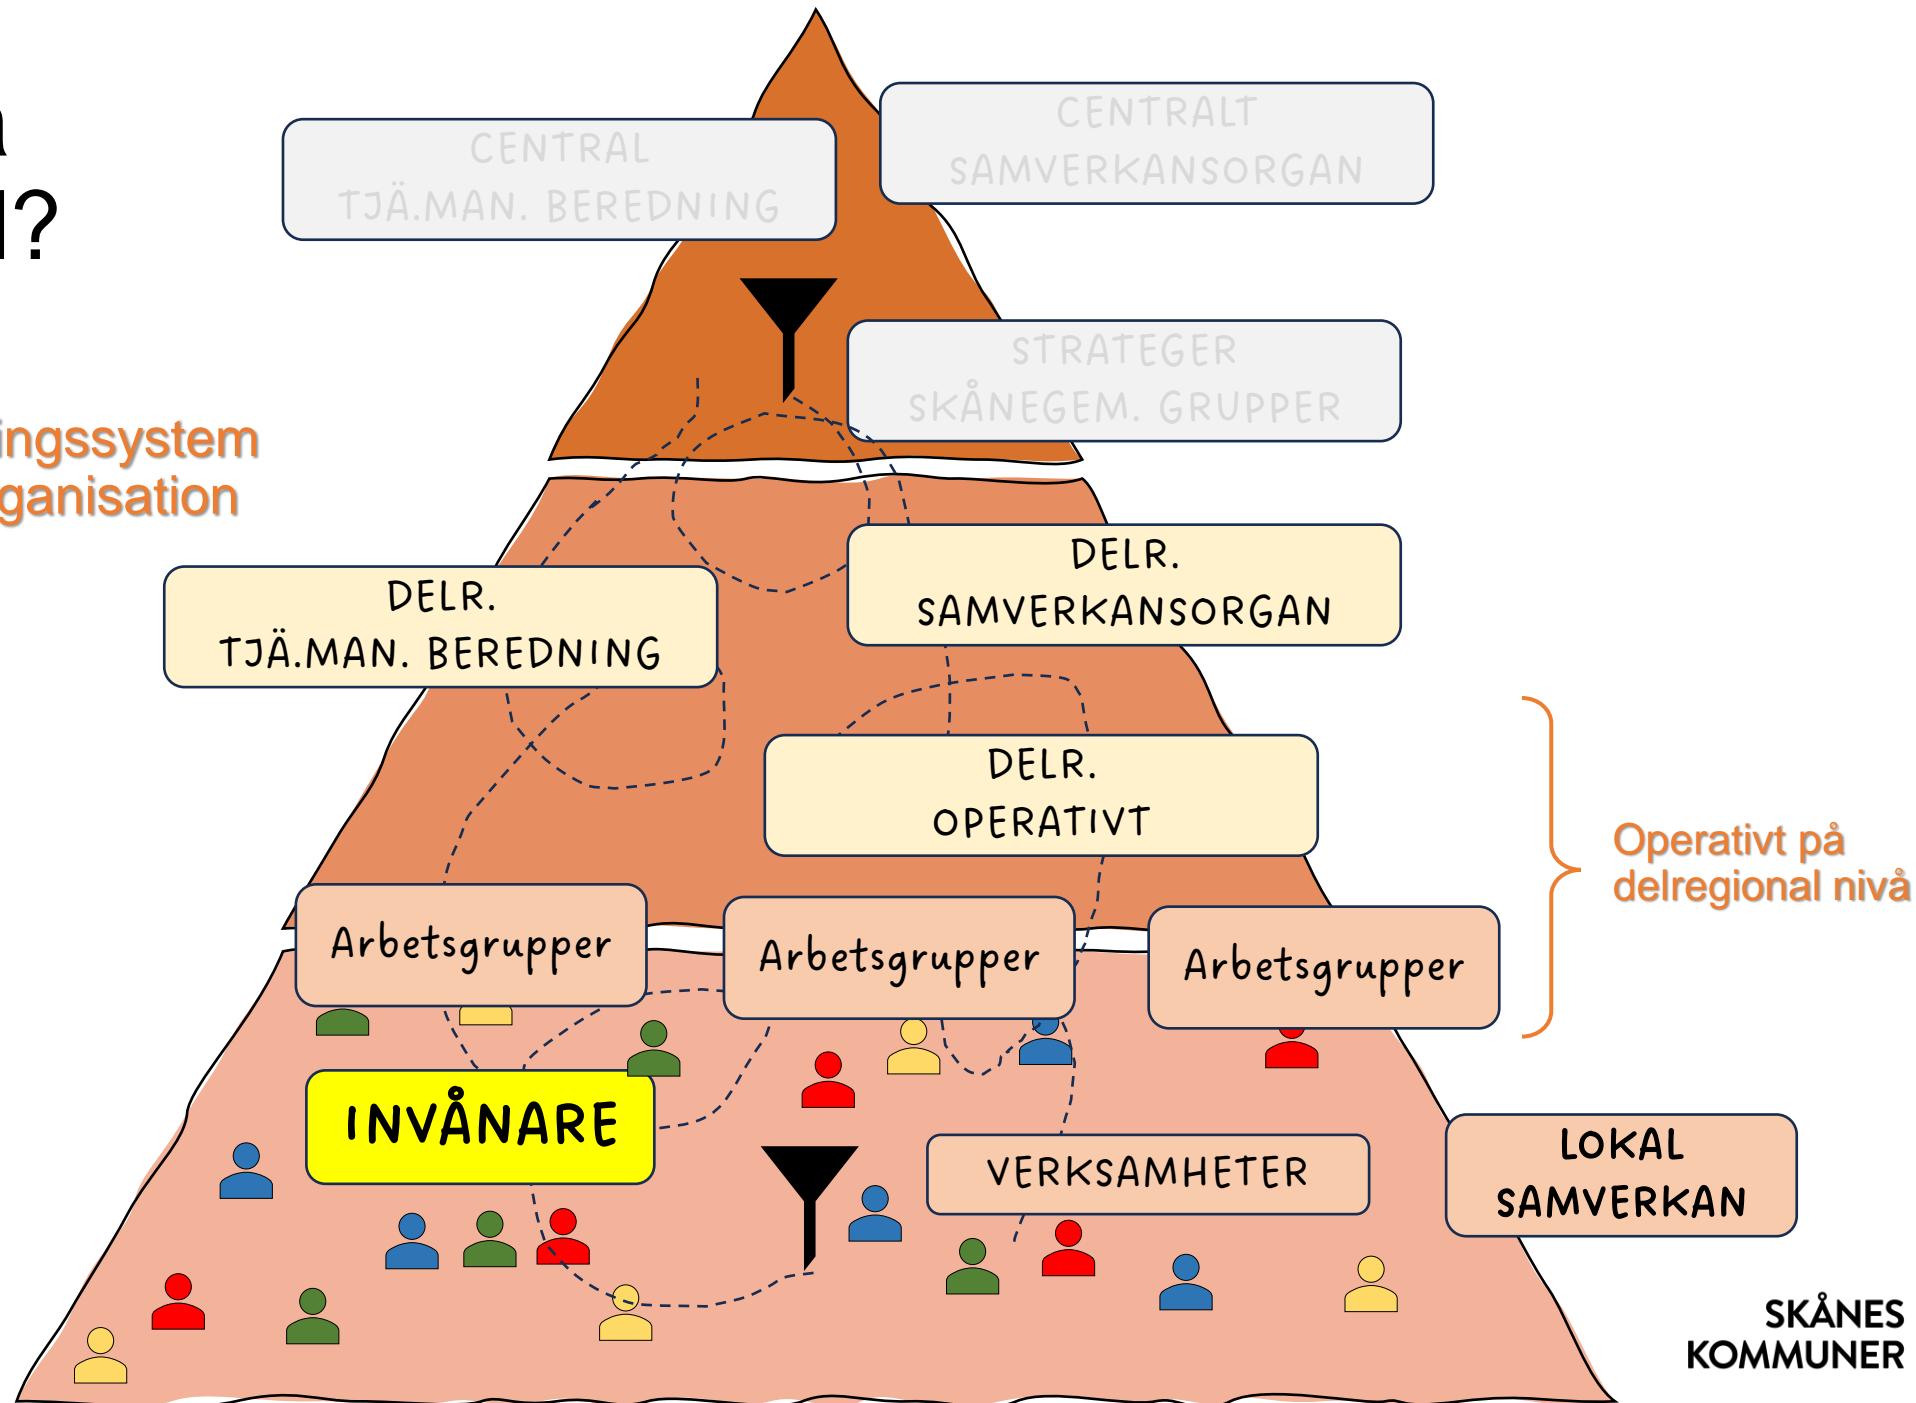 l?
CENTRALT
SAMVERKANSORGAN
CENTRAL
TJÄ.MAN. BEREDNING
STRATEGER
SKÅNEGEM. GRUPPER
ingssystem
ganisation
DELR.
SAMVERKANSORGAN
DELR.
TJÄ.MAN. BEREDNING
DELR.
OPERATIVT
Operativt på
delregional nivå
Arbetsgrupper
Arbetsgrupper
Arbetsgrupper
INVÅNARE
VERKSAMHETER
LOKAL
SAMVERKAN
SKÅNES
KOMMUNER